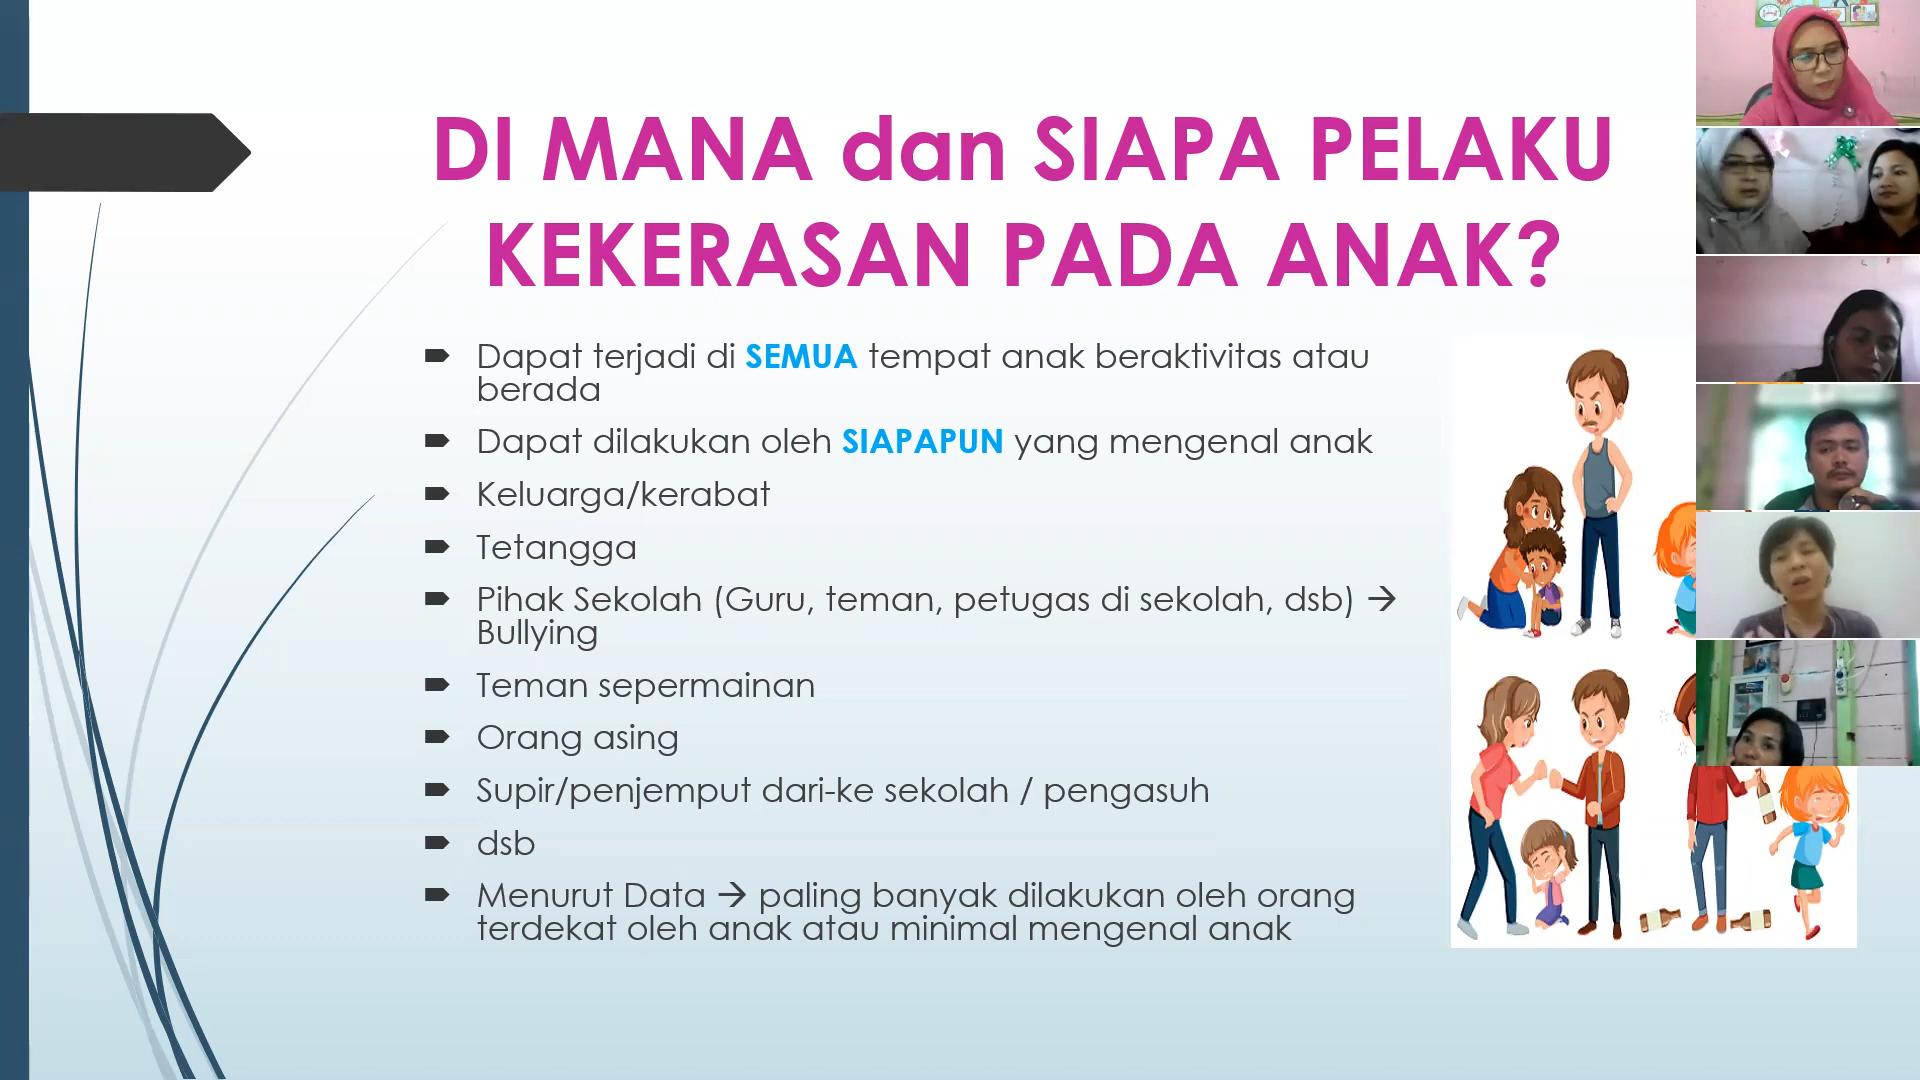 DI MANA dan SIAPA PELAKU
KEKERASAN PADA ANAK?
Dapat terjadi di SEMUA tempat anak beraktivitas atau
berada
Dapat dilakukan oleh SIAPAPUN yang mengenal anak
Keluarga/kerabat
Tetangga
Pihak Sekolah (Guru, teman, petugas di sekolah, dsb) →
Bullying
Teman sepermainan
Orang asing
Supir/penjemput dari-ke sekolah / pengasuh
dsb
Menurut Data → paling banyak dilakukan oleh orang
terdekat oleh anak atau minimal mengenal anak